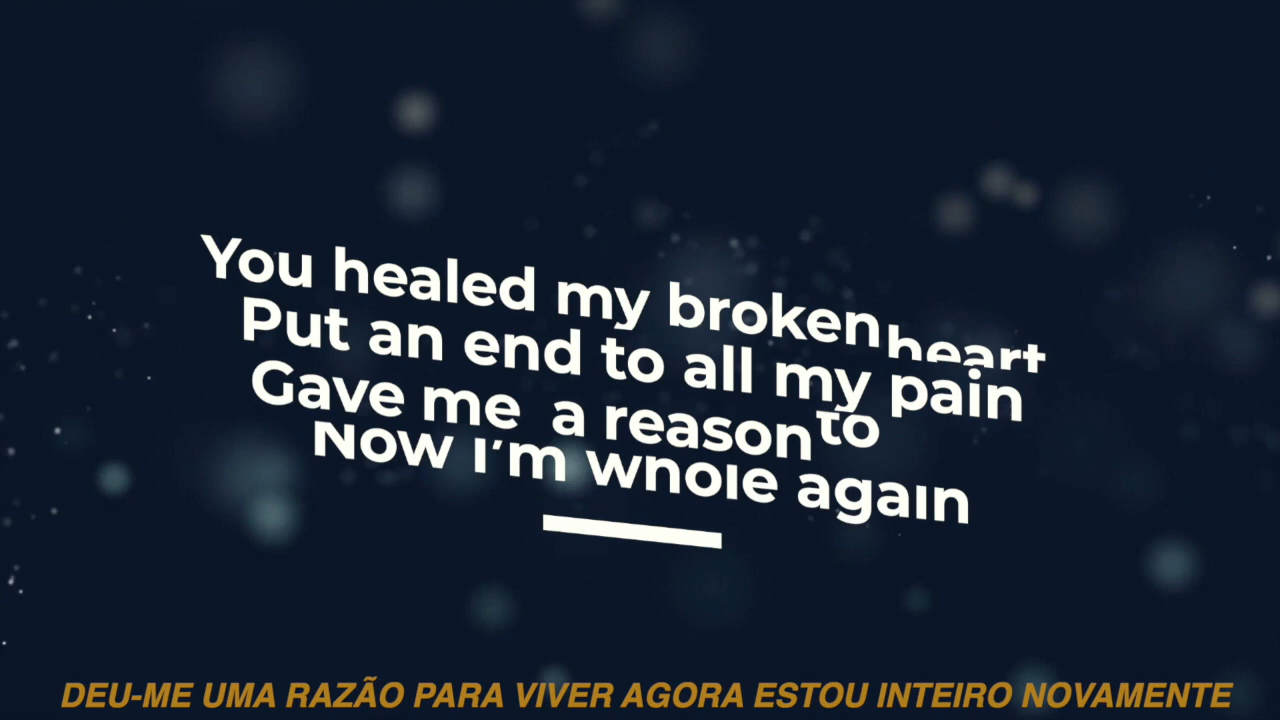 You healed my broken heart
Put an end to all my pain
Gave me a reason to
Now I'm whole again
DEU-ME UMA RAZÃO PARA VIVER AGORA ESTOU INTEIRO NOVAMENTE